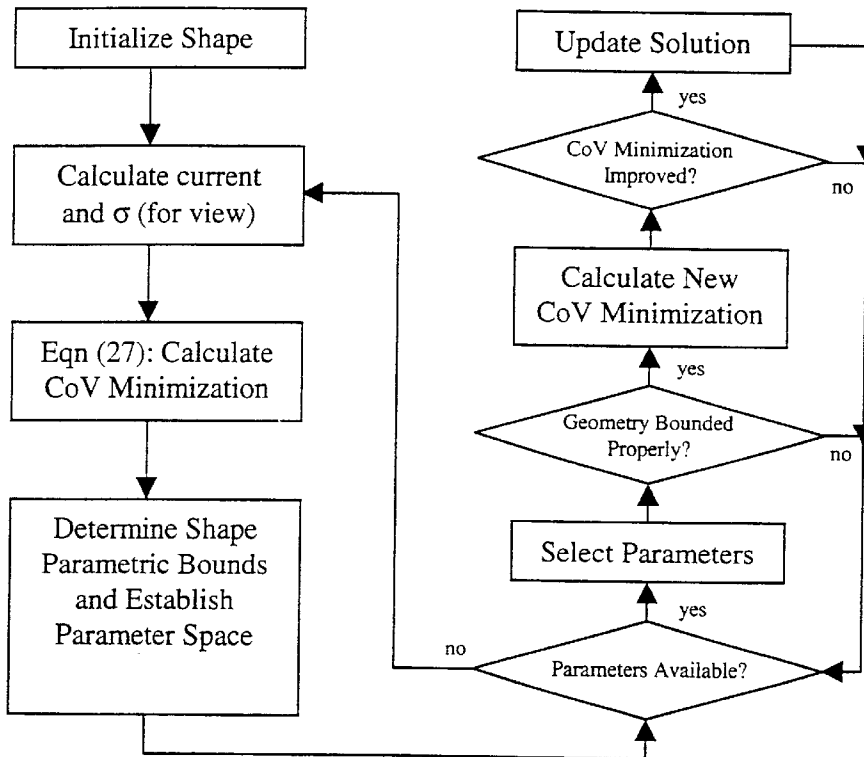 Initialize Shape
Calculate current
and σ (for view)
Eqn (27): Calculate
CoV Minimization
Determine Shape
Parametric Bounds
and Establish
Parameter Space
Update Solution
yes
CoV Minimization
Improved?
no
Calculate New
CoV Minimization
yes
Geometry Bounded
Properly?
no
Select Parameters
yes
no
Parameters Available?